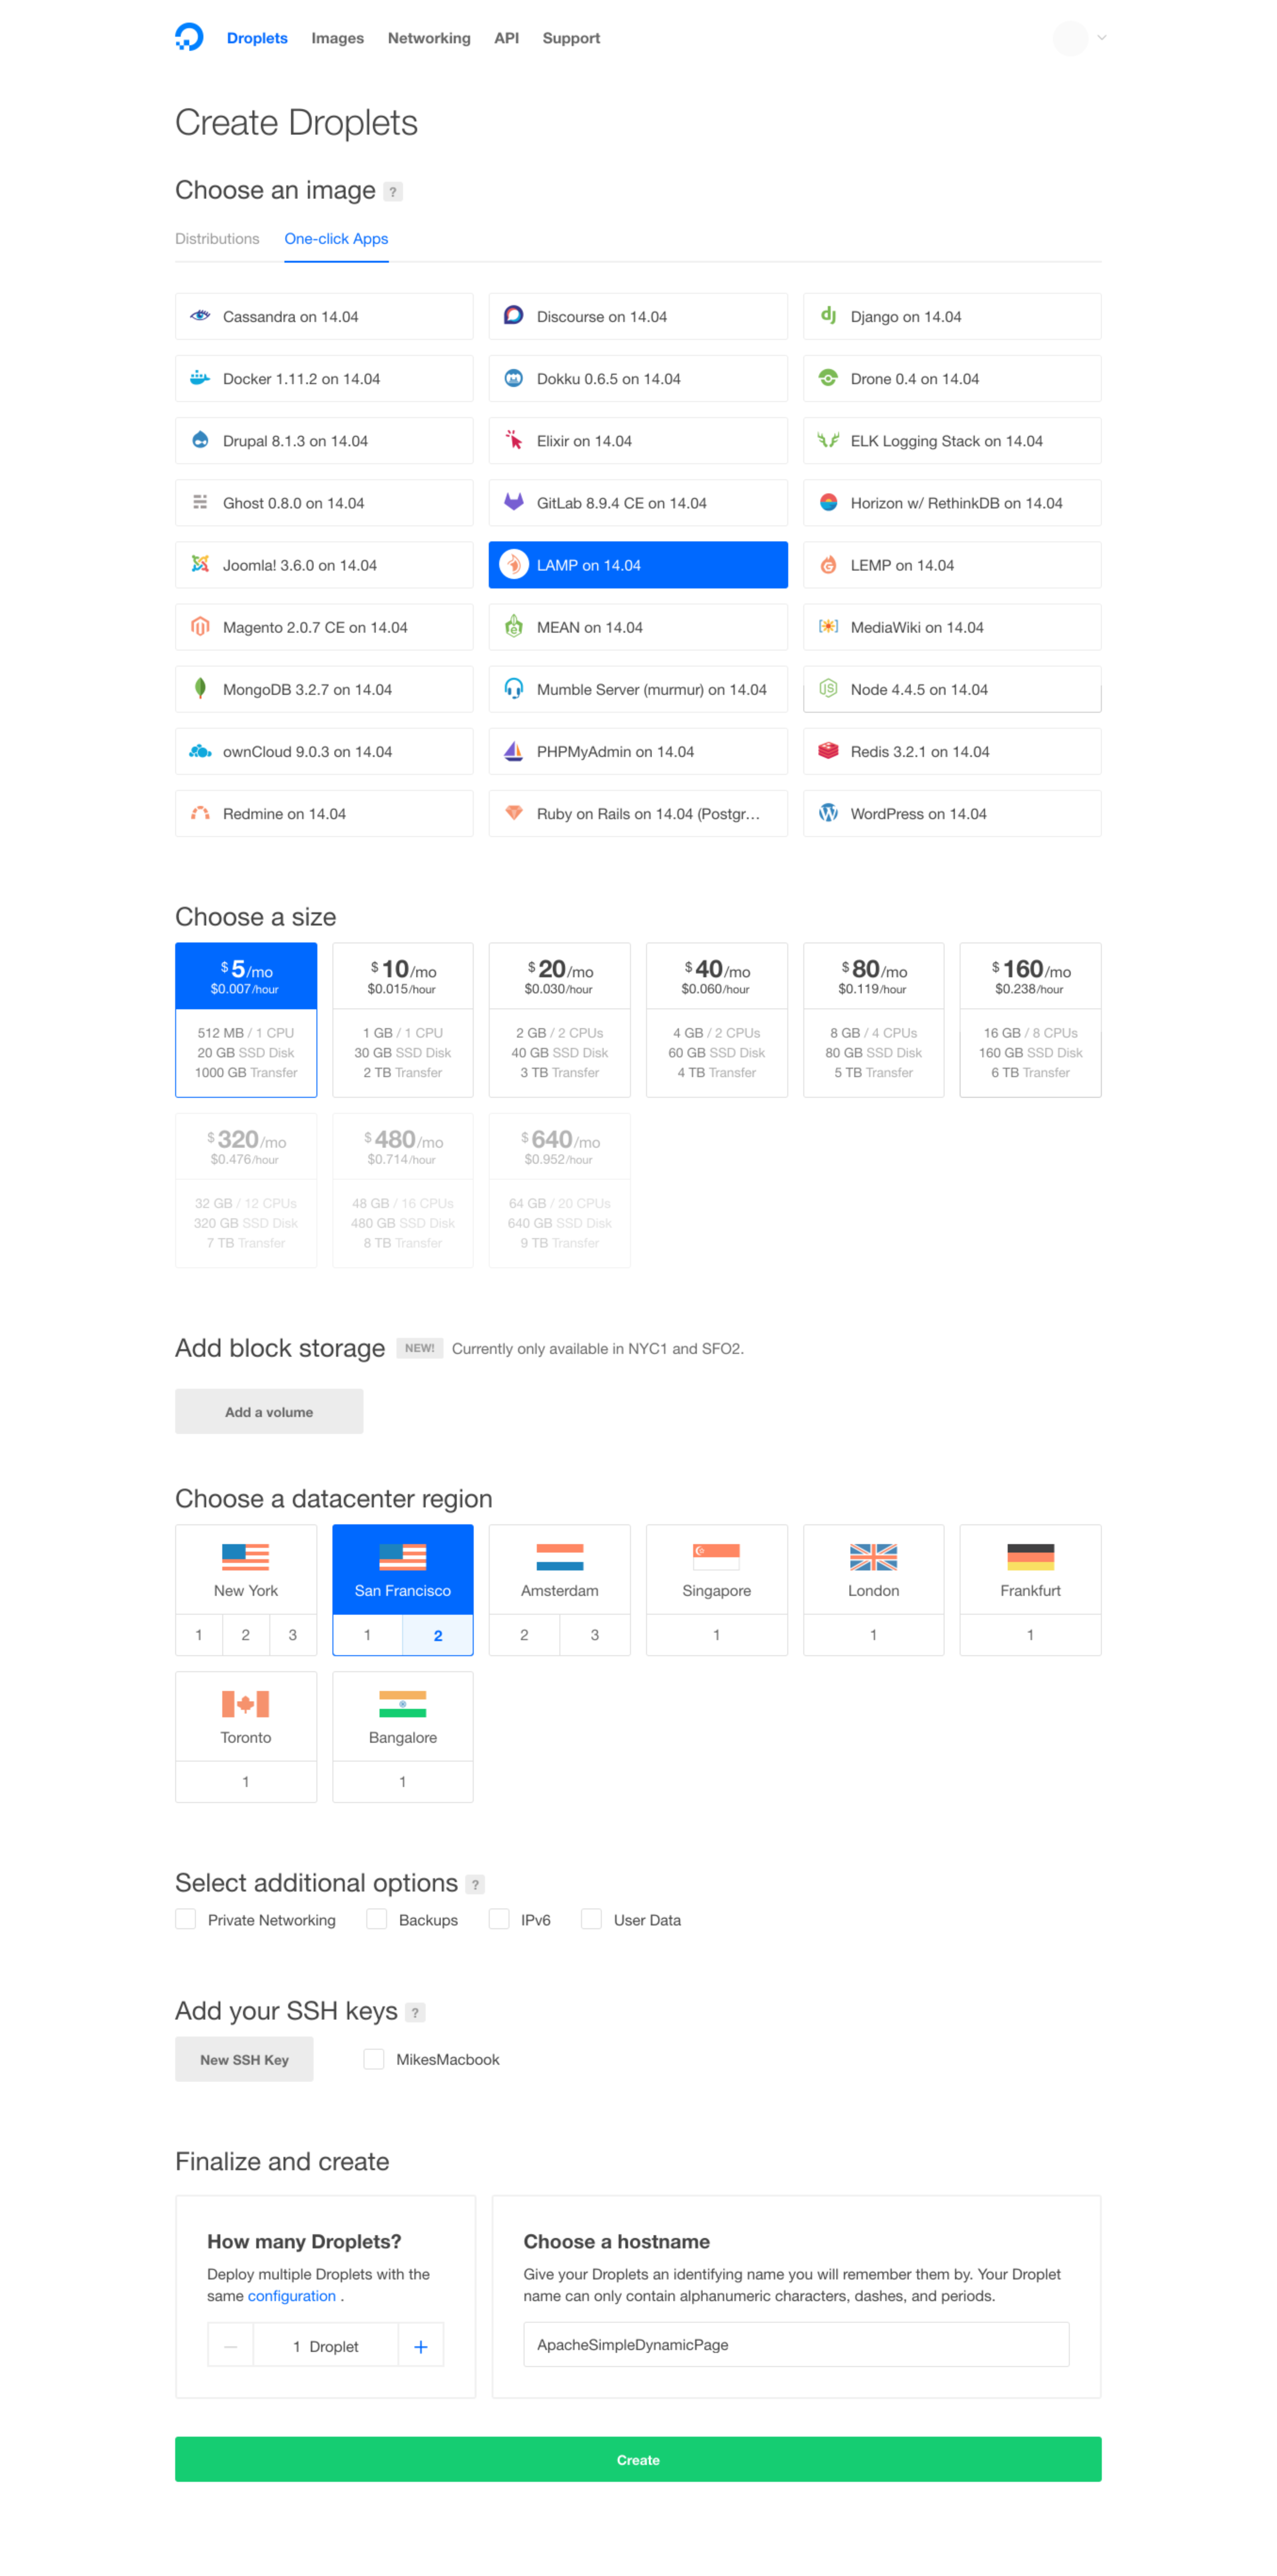 Droplets Images Networking API Support
Create Droplets
Choose an image ?
Distributions One-click Apps
Cassandra on 14.04 Discourse on 14.04 Django on 14.04
Docker 1.11.2 on 14.04 Dokku 0.6.5 on 14.04 Drone 0.4 on 14.04
Drupal 8.1.3 on 14.04 Elixir on 14.04 ELK Logging Stack on 14.04
Ghost 0.8.0 on 14.04 GitLab 8.9.4 CE on 14.04 Horizon w/ RethinkDB on 14.04
Joomla! 3.6.0 on 14.04 LAMP on 14.04 LEMP on 14.04
Magento 2.0.7 CE on 14.04 MEAN on 14.04 MediaWiki on 14.04
MongoDB 3.2.7 on 14.04 Mumble Server (murmur) on 14.04 Node 4.4.5 on 14.04
ownCloud 9.0.3 on 14.04 PHPMyAdmin on 14.04 Redis 3.2.1 on 14.04
Redmine on 14.04 Ruby on Rails on 14.04 (Postgr... WordPress on 14.04
Choose a size
$ 5/mo $ 10/mo $ 20/mo $ 40/mo $ 80/mo $ 160/mo
$0.007/hour $0.015/hour $0.030/hour $0.060/hour $0.119/hour $0.238/hour
512 MB / 1 CPU 1 GB / 1 CPU 2 GB / 2 CPUs 4 GB / 2 CPUs 8 GB / 4 CPUs 16 GB / 8 CPUs
20 GB SSD Disk 30 GB SSD Disk 40 GB SSD Disk 60 GB SSD Disk 80 GB SSD Disk 160 GB SSD Disk
1000 GB Transfer 2 TB Transfer 3 TB Transfer 4 TB Transfer 5 TB Transfer 6 TB Transfer
$ 320/mo $ 480/mo $ 640/mo
$0.476/hour $0.714/hour $0.952/hour
32 GB / 12 CPUs 48 GB / 16 CPUs 64 GB / 20 CPUs
320 GB SSD Disk 480 GB SSD Disk 640 GB SSD Disk
7 TB Transfer 8 TB Transfer 9 TB Transfer
Add block storage NEW! Currently only available in NYC1 and SFO2.
Add a volume
Choose a datacenter region
New York San Francisco Amsterdam Singapore London Frankfurt
1 2 3 1 2 2 3 1 1 1
Toronto Bangalore
1 1
Select additional options ?
Private Networking Backups IPv6 User Data
Add your SSH keys ?
New SSH Key MikesMacbook
Finalize and create
How many Droplets?
Deploy multiple Droplets with the
same configuration .
– 1 Droplet +
Choose a hostname
Give your Droplets an identifying name you will remember them by. Your Droplet
name can only contain alphanumeric characters, dashes, and periods.
ApacheSimpleDynamicPage
Create